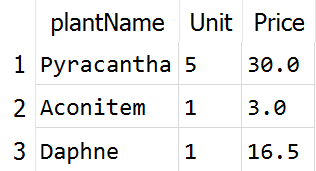 plantName Unit Price
1 Pyracantha 5 30.0
2 Aconitem 1 3.0
3 Daphne 1 16.5